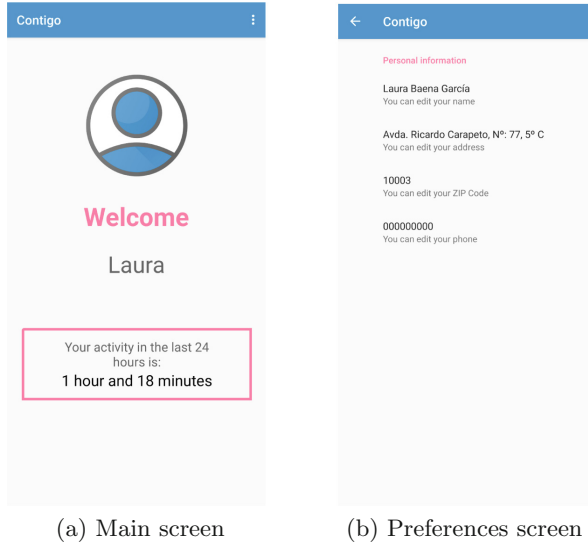 Contigo
Welcome
Laura
Your activity in the last 24
hours is:
1 hour and 18 minutes
(a) Main screen
Contigo
Personal information
Laura Baena García
You can edit your name
Avda. Ricardo Carapeto, Nº: 77, 5º C
You can edit your address
10003
You can edit your ZIP Code
000000000
You can edit your phone
(b) Preferences screen